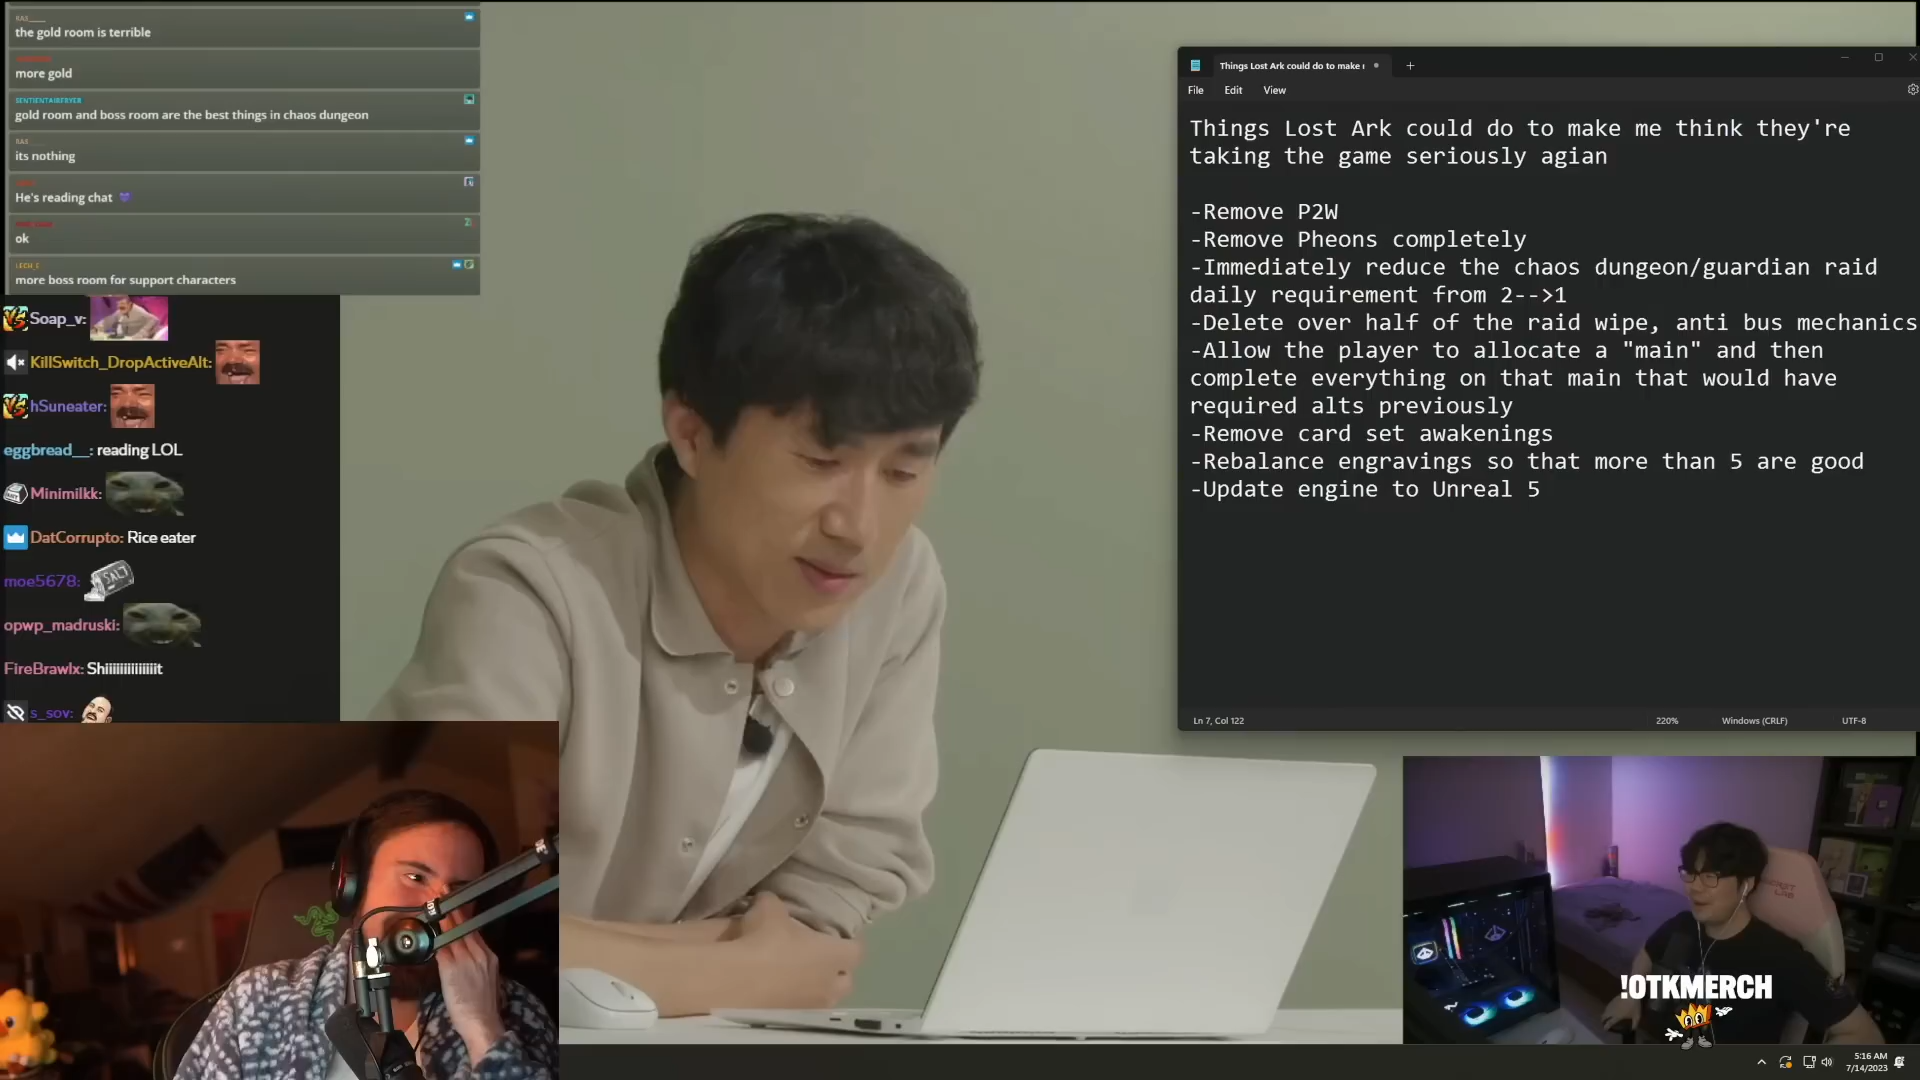 the gold room is terrible
more gold
SENTIENTAIRFRYER
gold room and boss room are the best things in chaos dungeon
its nothing
He's reading chat
ok
LECH_E
more boss room for support characters
Soap_v:
KillSwitch_DropActiveAlt:
hSuneater:
eggbread__: reading LOL
Minimilkk:
DatCorrupto: Rice eater
moe5678:
SALT
opwp_madruski:
FireBrawlx: Shiiiiiiiiiiiiiit
s_sov:
Things Lost Ark could do to make
File Edit View
Things Lost Ark could do to make me think they're
taking the game seriously agian
-Remove P2W
-Remove Pheons completely
-Immediately reduce the chaos dungeon/guardian raid
daily requirement from 2-->1
-Delete over half of the raid wipe, anti bus mechanics
-Allow the player to allocate a "main" and then
complete everything on that main that would have
required alts previously
-Remove card set awakenings
-Rebalance engravings so that more than 5 are good
-Update engine to Unreal 5
Ln 7, Col 122 220% Windows (CRLF) UTF-8
!OTKMERCH
5:16 AM
7/14/2023